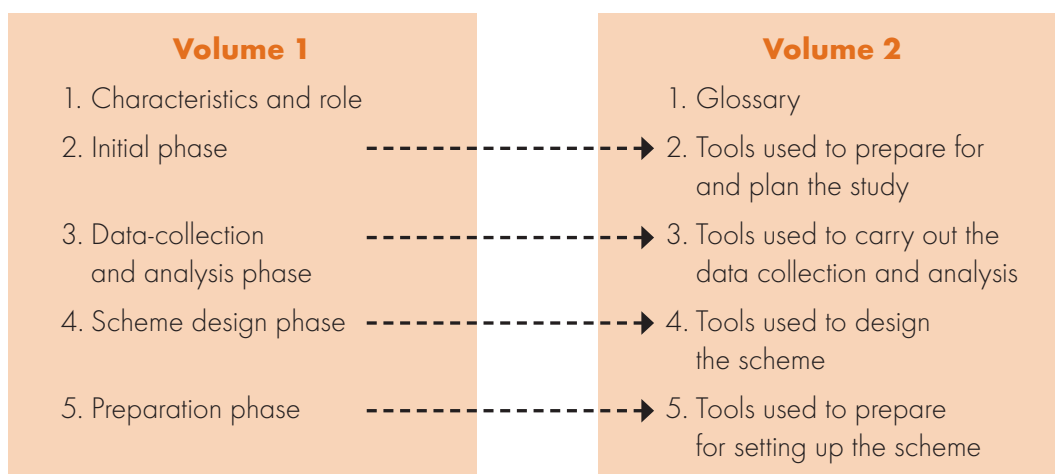 Volume 1
1. Characteristics and role
2. Initial phase
3. Data-collection
and analysis phase
4. Scheme design phase
5. Preparation phase
Volume 2
1. Glossary
2. Tools used to prepare for
and plan the study
3. Tools used to carry out the
data collection and analysis
4. Tools used to design
the scheme
5. Tools used to prepare
for setting up the scheme